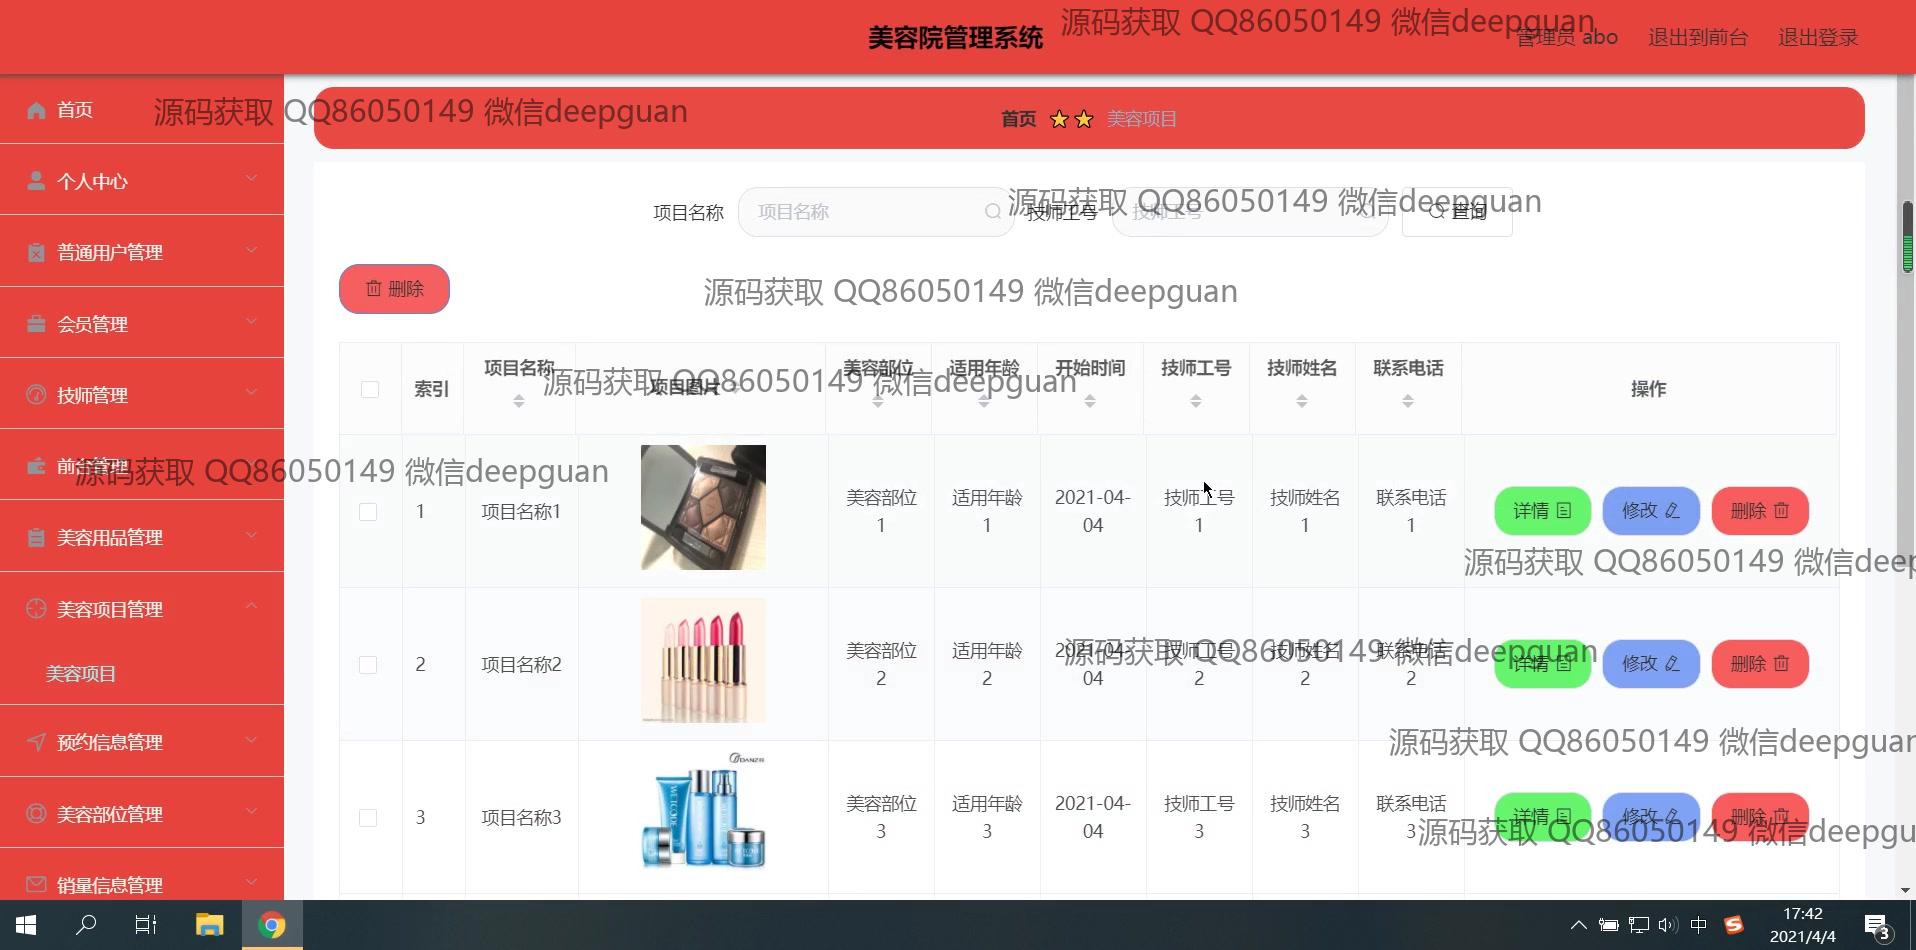 美容院管理系统
源码获取 QQ86050149 微信deepguan
管理员 abo
退出到前台
退出登录
首页
源码获取 QQ86050149 微信deepguan
首页
美容项目
个人中心
项目名称
项目名称
源码获取 QQ86050149 微信deepguan
技师工号
技师工号
查询
普通用户管理
删除
源码获取 QQ86050149 微信deepguan
会员管理
技师管理
索引
项目名称
项目图片
美容部位
适用年龄
开始时间
技师工号
技师姓名
联系电话
操作
源码获取 QQ86050149 微信deepguan
前台管理
源码获取 QQ86050149 微信deepguan
1
项目名称1
美容部位
1
适用年龄
1
2021-04-
04
技师工号
1
技师姓名
1
联系电话
1
详情
修改
删除
美容用品管理
源码获取 QQ86050149 微信deep
美容项目管理
美容项目
2
项目名称2
美容部位
2
适用年龄
2
2021-04-
04
技师工号
2
技师姓名
2
联系电话
2
详情
修改
删除
源码获取 QQ86050149 微信deepguan
预约信息管理
源码获取 QQ86050149 微信deepguan
美容部位管理
3
项目名称3
DANZR
美容部位
3
适用年龄
3
2021-04-
04
技师工号
3
技师姓名
3
联系电话
3
详情
修改
删除
源码获取 QQ86050149 微信deepgu
销量信息管理
中
17:42
2021/4/4
3